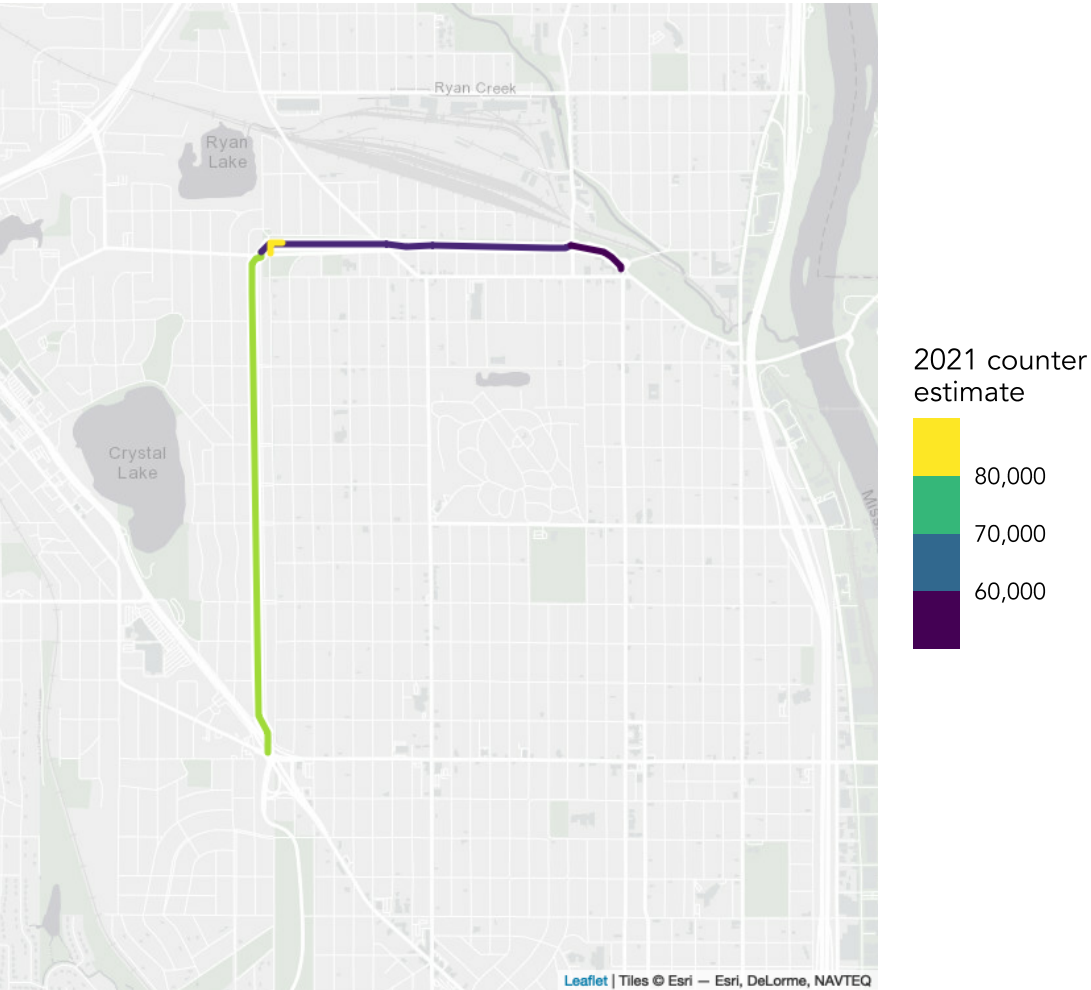 Ryan Creek
Ryan
Lake
Crystal
Lake
Miss
2021 counter
estimate
80,000
70,000
60,000
Leaflet | Tiles © Esri — Esri, DeLorme, NAVTEQ